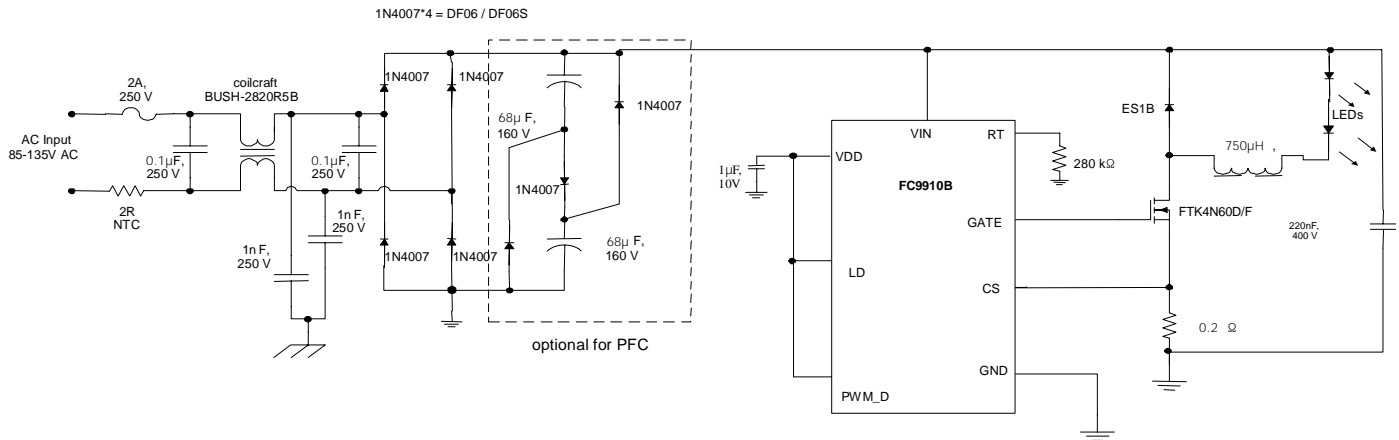 1N4007*4 = DF06 / DF06S
2A,
250 V
coilcraft
BUSH-2820R5B
AC Input
85-135V AC
0.1µF,
250 V
0.1µF,
250 V
2R
NTC
1n F,
250 V
1n F,
250 V
1N4007
1N4007
1N4007
1N4007
68µ F,
160 V
1N4007
1N4007
68µ F,
160 V
optional for PFC
1µF,
10V
VIN
RT
VDD
FC9910B
GATE
LD
CS
GND
PWM_D
280 kΩ
ES1B
750µH ,
LEDs
FTK4N60D/F
220nF,
400 V
0.2 Ω